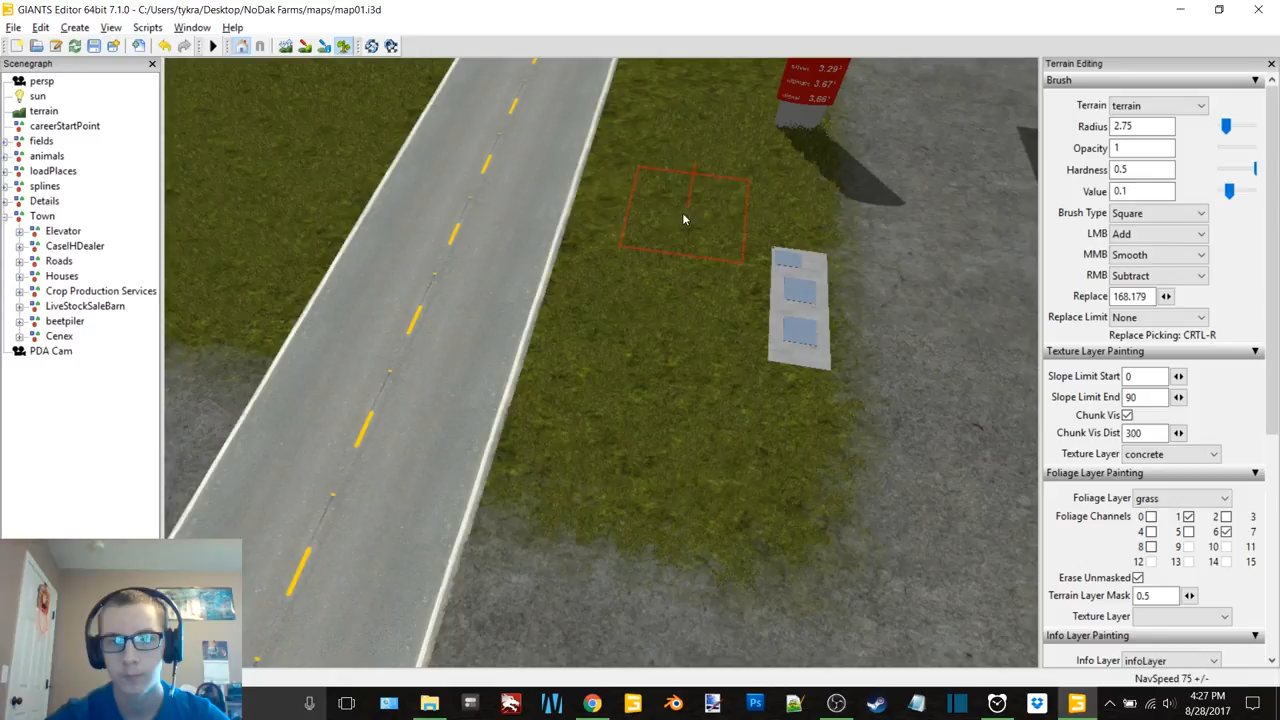 GIANTS Editor 64bit 7.1.0 - C:/Users/tykra/Desktop/NoDak Farms/maps/map01.i3d
File Edit Create View Scripts Window Help
Scenegraph
persp
sun
terrain
careerStartPoint
fields
animals
loadPlaces
splines
Details
Town
Elevator
CaseIHDealer
Roads
Houses
Crop Production Services
LiveStockSaleBarn
beetpiler
Cenex
PDA Cam
3.29
3.67
3.66
Terrain Editing
Brush
Terrain terrain
Radius 2.75
Opacity 1
Hardness 0.5
Value 0.1
Brush Type Square
LMB Add
MMB Smooth
RMB Subtract
Replace 168.179
Replace Limit None
Replace Picking: CRTL-R
Texture Layer Painting
Slope Limit Start 0
Slope Limit End 90
Chunk Vis
Chunk Vis Dist 300
Texture Layer concrete
Foliage Layer Painting
Foliage Layer grass
Foliage Channels 0 1 2 3
4 5 6 7
8 9 10 11
12 13 14 15
Erase Unmasked
Terrain Layer Mask 0.5
Texture Layer
Info Layer Painting
Info Layer infoLayer
NavSpeed 75 +/-
4:27 PM
8/28/2017